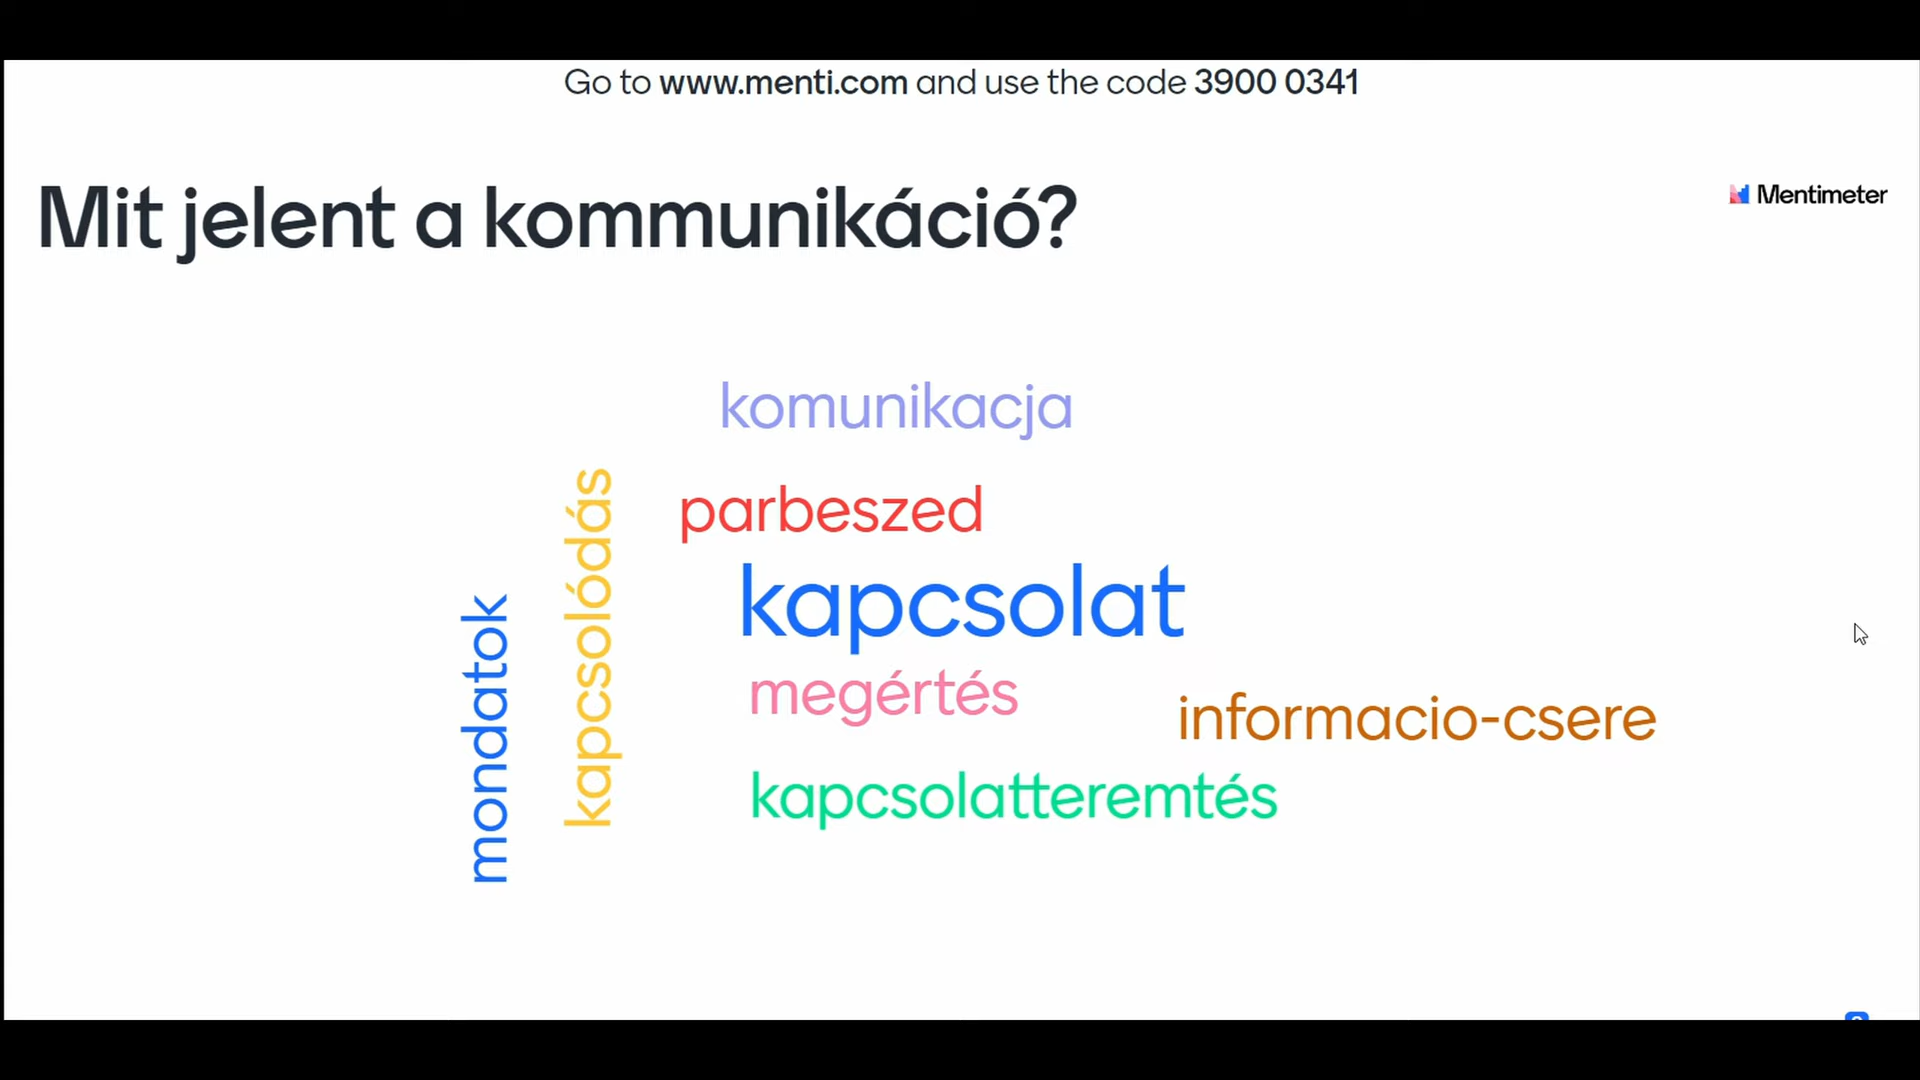 Go to www.menti.com and use the code 3900 0341
Mit jelent a kommunikáció?
Mentimeter
komunikacja
parbeszed
kapcsolódás
kapcsolat
mondatok
megértés
informacio-csere
kapcsolatteremtés